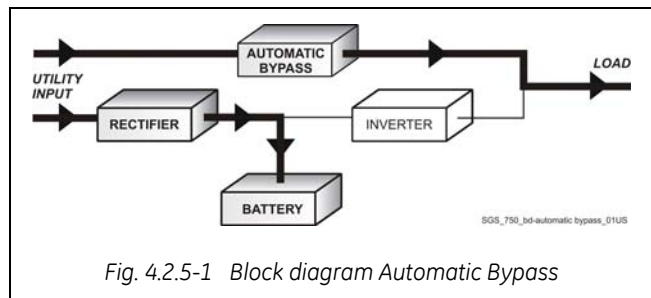 AUTOMATIC
BYPASS
LOAD
UTILITY
INPUT
RECTIFIER
INVERTER
BATTERY
SGS_750_bd-automatic bypass_01US
Fig. 4.2.5-1 Block diagram Automatic Bypass